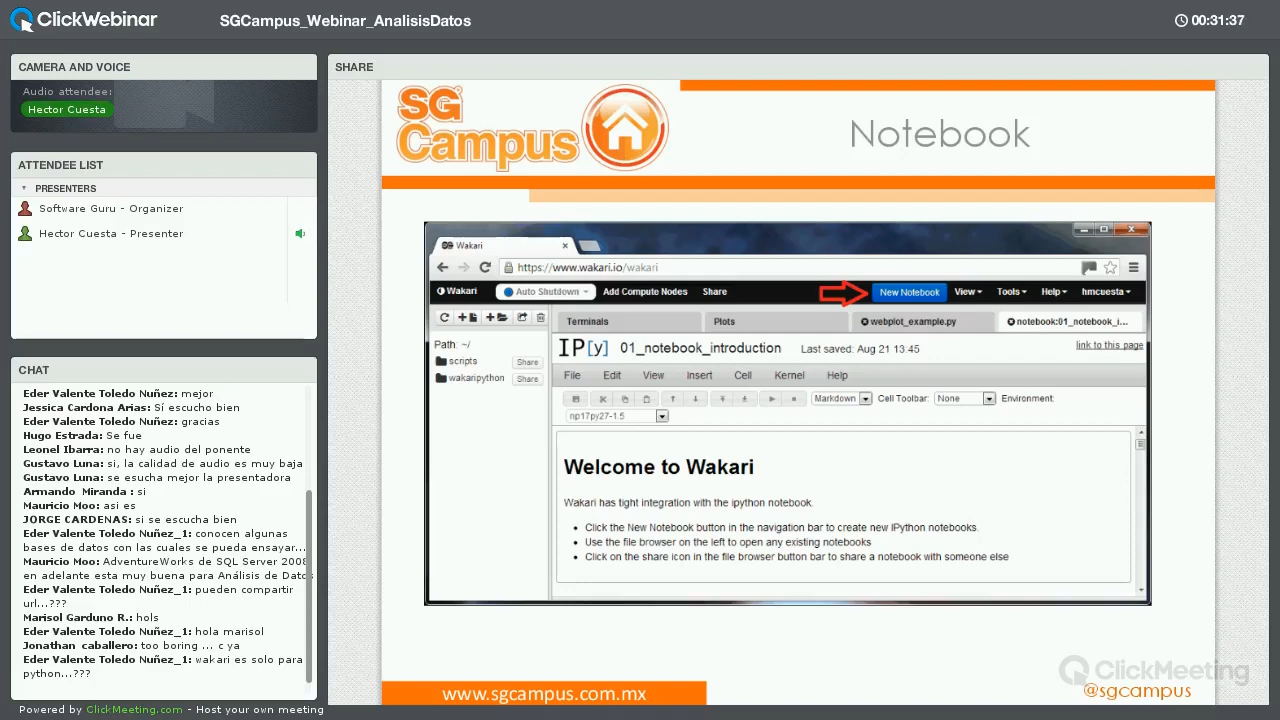 ClickWebinar
SGCampus_Webinar_AnalisisDatos
00:31:37
CAMERA AND VOICE
Audio attendee:
Hector Cuesta
ATTENDEE LIST
PRESENTERS
Software Guru - Organizer
Hector Cuesta - Presenter
CHAT
Eder Valente Toledo Nuñez: mejor
Jessica Cardona Arias: Sí escucho bien
Eder Valente Toledo Nuñez: gracias
Hugo Estrada: Se fue
Leonel Ibarra: no hay audio del ponente
Gustavo Luna: si, la calidad de audio es muy baja
Gustavo Luna: se esucha mejor la presentadora
Armando Miranda : si
Mauricio Moo: asi es
JORGE CARDENAS: si se escucha bien
Eder Valente Toledo Nuñez_1: conocen algunas
bases de datos con las cuales se pueda ensayar...
Mauricio Moo: AdventureWorks de SQL Server 2008
en adelante esta muy buena para Análisis de Datos
Eder Valente Toledo Nuñez_1: pueden compartir
url...???
Marisol Garduno R.: hols
Eder Valente Toledo Nuñez_1: hola marisol
Jonathan caballero: too boring ... c ya
Eder Valente Toledo Nuñez_1: wakari es solo para
python...???
Powered by ClickMeeting.com - Host your own meeting
SHARE
SG
Campus
Notebook
Wakari
https://www.wakari.io/wakari
Wakari
Auto Shutdown
Add Compute Nodes
Share
New Notebook
View
Tools
Help
hmcuesta
Terminals
Plots
webplot_example.py
notebook:01_notebook_i...
Path: ~/
scripts
Share
wakaripython
Share
IP[y]
01_notebook_introduction
Last saved: Aug 21 13:45
link to this page
File
Edit
View
Insert
Cell
Kernel
Help
Markdown
Cell Toolbar:
None
Environment:
np17py27-1.5
Welcome to Wakari
Wakari has tight integration with the ipython notebook.
• Click the New Notebook button in the navigation bar to create new IPython notebooks.
• Use the file browser on the left to open any existing notebooks
• Click on the share icon in the file browser button bar to share a notebook with someone else
ClickMeeting
www.sgcampus.com.mx
@sgcampus